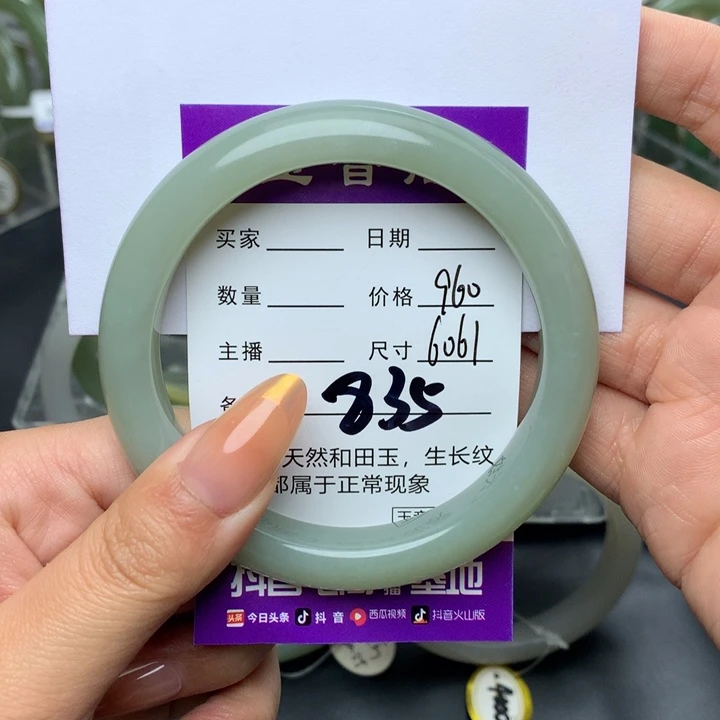 买家 日期
数量 价格 960
主播 尺寸 6061
835
天然和田玉，生长纹
都属于正常现象
头条 今日头条 抖音 西瓜视频 抖音火山版